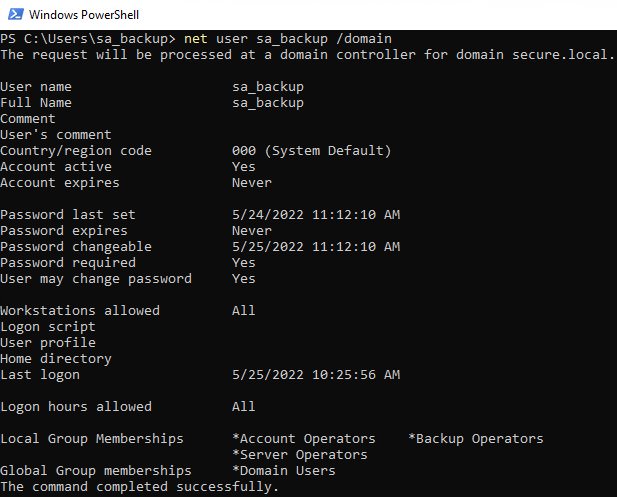 Windows PowerShell
PS C:\Users\sa_backup> net user sa_backup /domain
The request will be processed at a domain controller for domain secure.local.
User name sa_backup
Full Name sa_backup
Comment
User's comment
Country/region code 000 (System Default)
Account active Yes
Account expires Never
Password last set 5/24/2022 11:12:10 AM
Password expires Never
Password changeable 5/25/2022 11:12:10 AM
Password required Yes
User may change password Yes
Workstations allowed All
Logon script
User profile
Home directory
Last logon 5/25/2022 10:25:56 AM
Logon hours allowed All
Local Group Memberships *Account Operators *Backup Operators
*Server Operators
Global Group memberships *Domain Users
The command completed successfully.